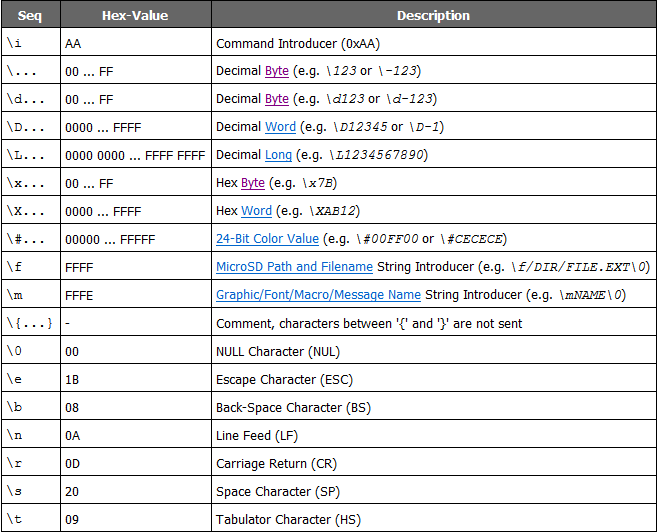 Seq Hex-Value Description
\i AA Command Introducer (0xAA)
\... 00 ... FF Decimal Byte (e.g. \123 or \-123)
\d... 00 ... FF Decimal Byte (e.g. \d123 or \d-123)
\D... 0000 ... FFFF Decimal Word (e.g. \D12345 or \D-1)
\L... 0000 0000 ... FFFF FFFF Decimal Long (e.g. \L1234567890)
\x... 00 ... FF Hex Byte (e.g. \x7B)
\X... 0000 ... FFFF Hex Word (e.g. \XAB12)
\#... 00000 ... FFFFF 24-Bit Color Value (e.g. \#00FF00 or \#CECECE)
\f FFFF MicroSD Path and Filename String Introducer (e.g. \f/DIR/FILE.EXT\0)
\m FFFE Graphic/Font/Macro/Message Name String Introducer (e.g. \mNAME\0)
\{...} - Comment, characters between '{' and '}' are not sent
\0 00 NULL Character (NUL)
\e 1B Escape Character (ESC)
\b 08 Back-Space Character (BS)
\n 0A Line Feed (LF)
\r 0D Carriage Return (CR)
\s 20 Space Character (SP)
\t 09 Tabulator Character (HS)